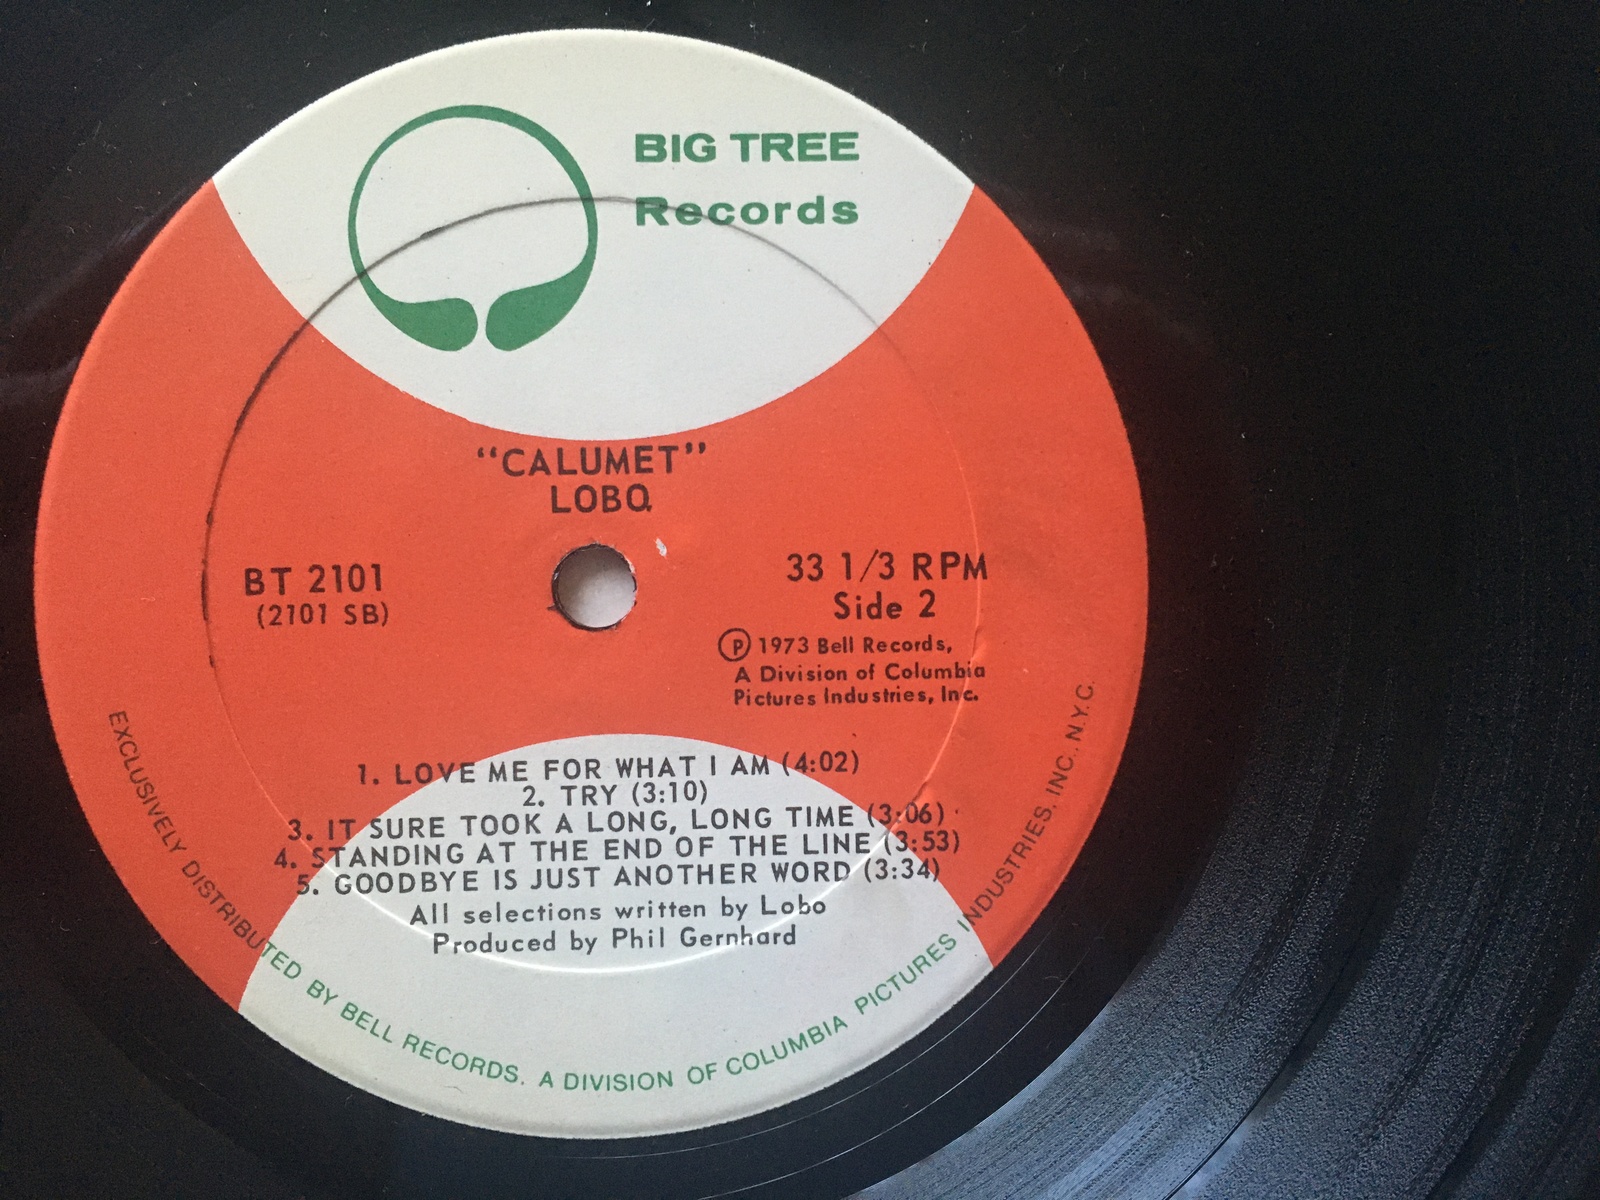 BIG TREE
Records
"CALUMET"
LOBO
BT 2101
(2101 SB)
33 1/3 RPM
Side 2
Ⓟ 1973 Bell Records,
A Division of Columbia
Pictures Industries, Inc.
1. LOVE ME FOR WHAT I AM (4:02)
2. TRY (3:10)
3. IT SURE TOOK A LONG, LONG TIME (3:06)
4. STANDING AT THE END OF THE LINE (3:53)
5. GOODBYE IS JUST ANOTHER WORD (3:34)
All selections written by Lobo
Produced by Phil Gernhard
EXCLUSIVELY DISTRIBUTED BY BELL RECORDS. A DIVISION OF COLUMBIA PICTURES INDUSTRIES, INC., N.Y.C.